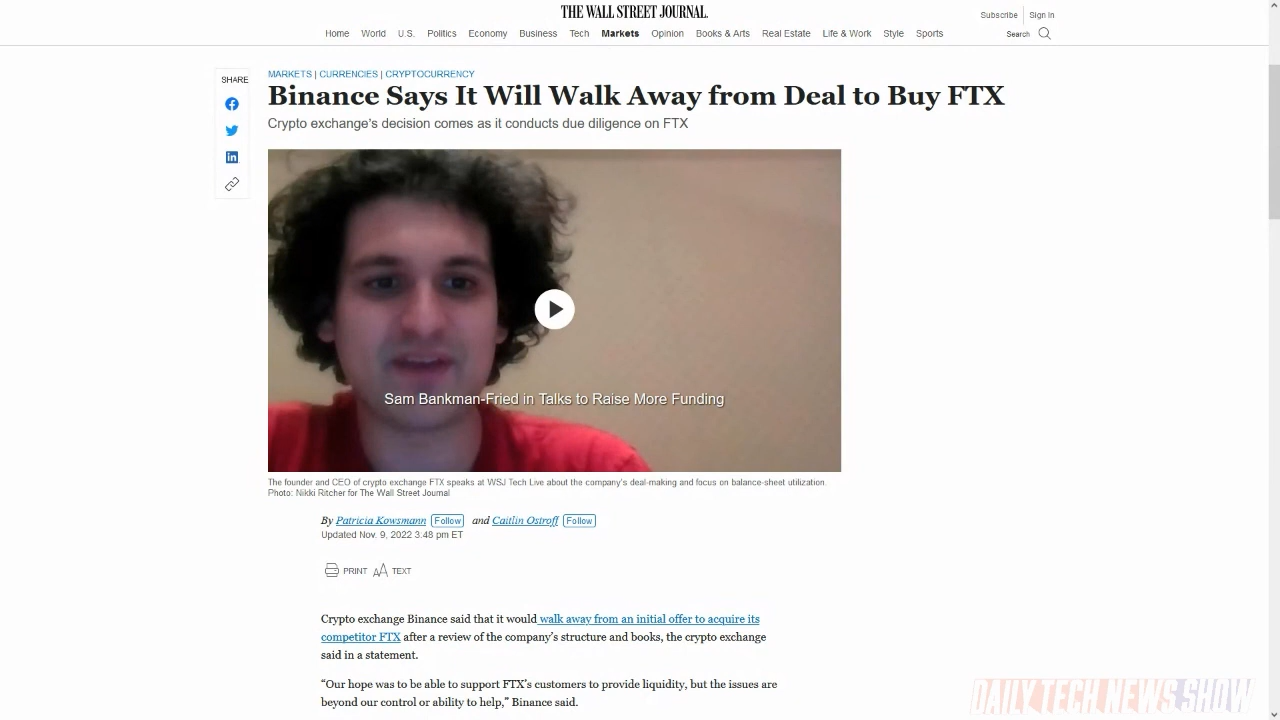 THE WALL STREET JOURNAL.
Subscribe Sign In
Home World U.S. Politics Economy Business Tech Markets Opinion Books & Arts Real Estate Life & Work Style Sports
Search
SHARE
MARKETS | CURRENCIES | CRYPTOCURRENCY
Binance Says It Will Walk Away from Deal to Buy FTX
Crypto exchange's decision comes as it conducts due diligence on FTX
Sam Bankman-Fried in Talks to Raise More Funding
The founder and CEO of crypto exchange FTX speaks at WSJ Tech Live about the company's deal-making and focus on balance-sheet utilization.
Photo: Nikki Ritcher for The Wall Street Journal
By Patricia Kowsmann Follow and Caitlin Ostroff Follow
Updated Nov. 9, 2022 3:48 pm ET
PRINT AA TEXT
Crypto exchange Binance said that it would walk away from an initial offer to acquire its
competitor FTX after a review of the company's structure and books, the crypto exchange
said in a statement.
“Our hope was to be able to support FTX's customers to provide liquidity, but the issues are
beyond our control or ability to help,” Binance said.
DAILY TECH NEWS SHOW